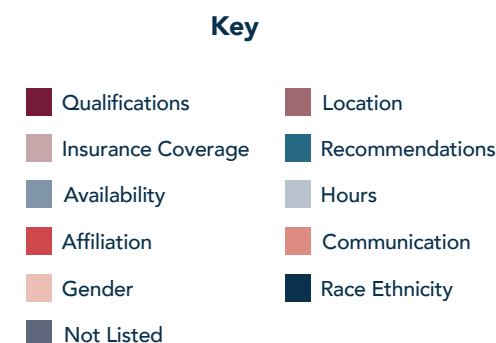 Key
Qualifications
Location
Insurance Coverage
Recommendations
Availability
Hours
Affiliation
Communication
Gender
Race Ethnicity
Not Listed